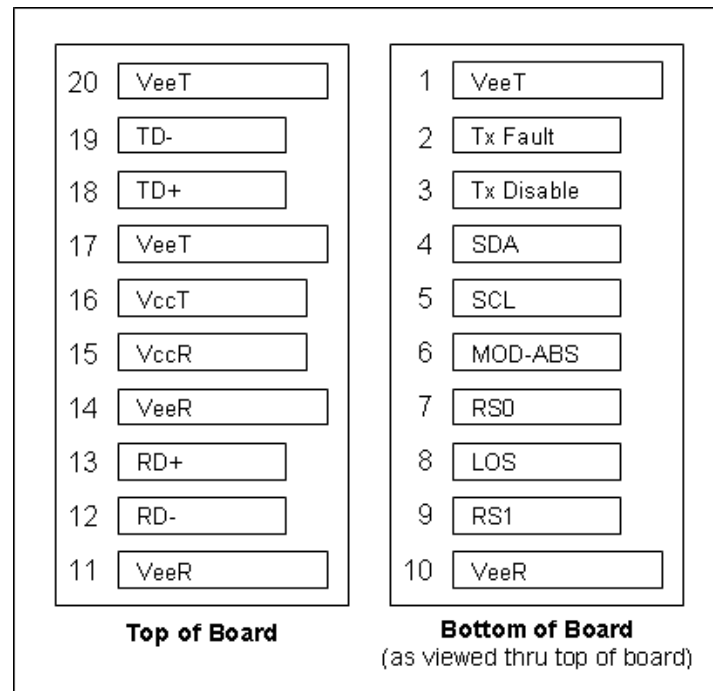 20 VeeT
19 TD-
18 TD+
17 VeeT
16 VccT
15 VccR
14 VeeR
13 RD+
12 RD-
11 VeeR
Top of Board
1 VeeT
2 Tx Fault
3 Tx Disable
4 SDA
5 SCL
6 MOD-ABS
7 RS0
8 LOS
9 RS1
10 VeeR
Bottom of Board
(as viewed thru top of board)